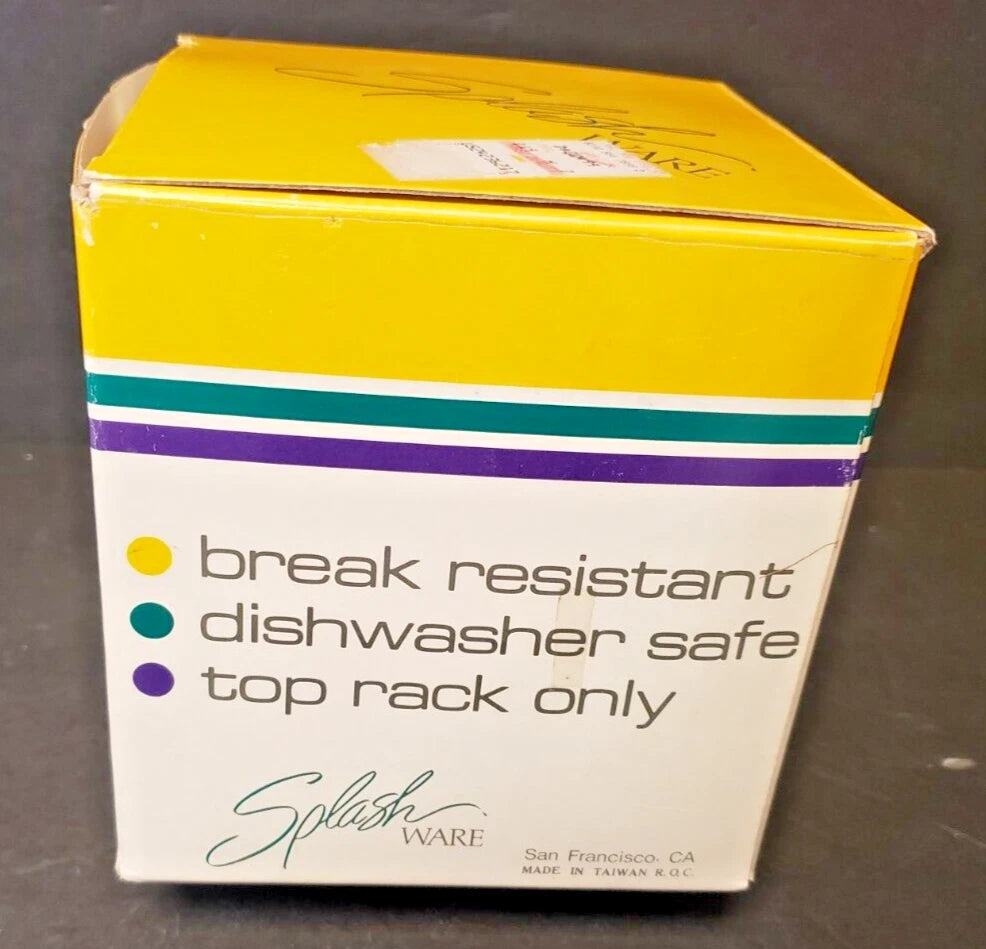 Splash
WARE
break resistant
dishwasher safe
top rack only
Splash
WARE
San Francisco, CA
MADE IN TAIWAN R.O.C.